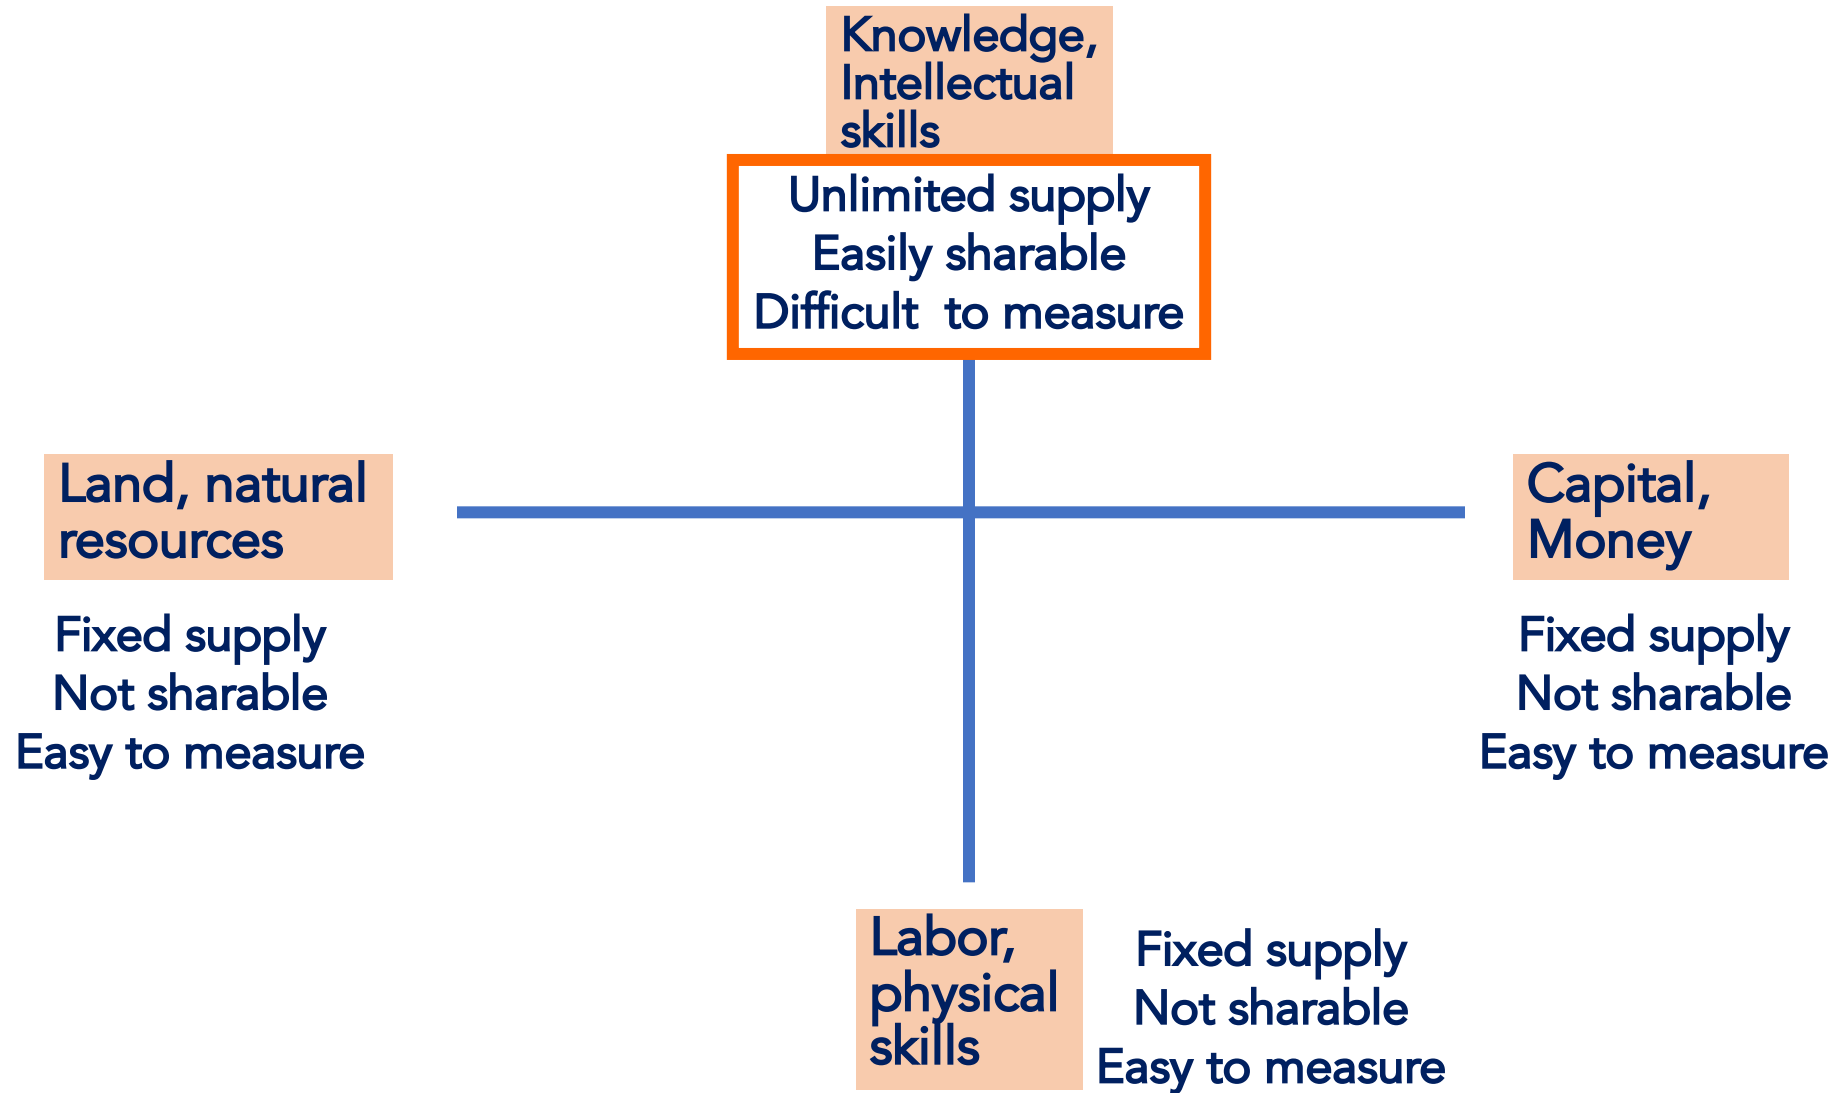 Knowledge,
Intellectual
skills
Unlimited supply
Easily sharable
Difficult  to measure
Land, natural
resources
Fixed supply
Not sharable
Easy to measure
Capital,
Money
Fixed supply
Not sharable
Easy to measure
Labor,
physical
skills
Fixed supply
Not sharable
Easy to measure